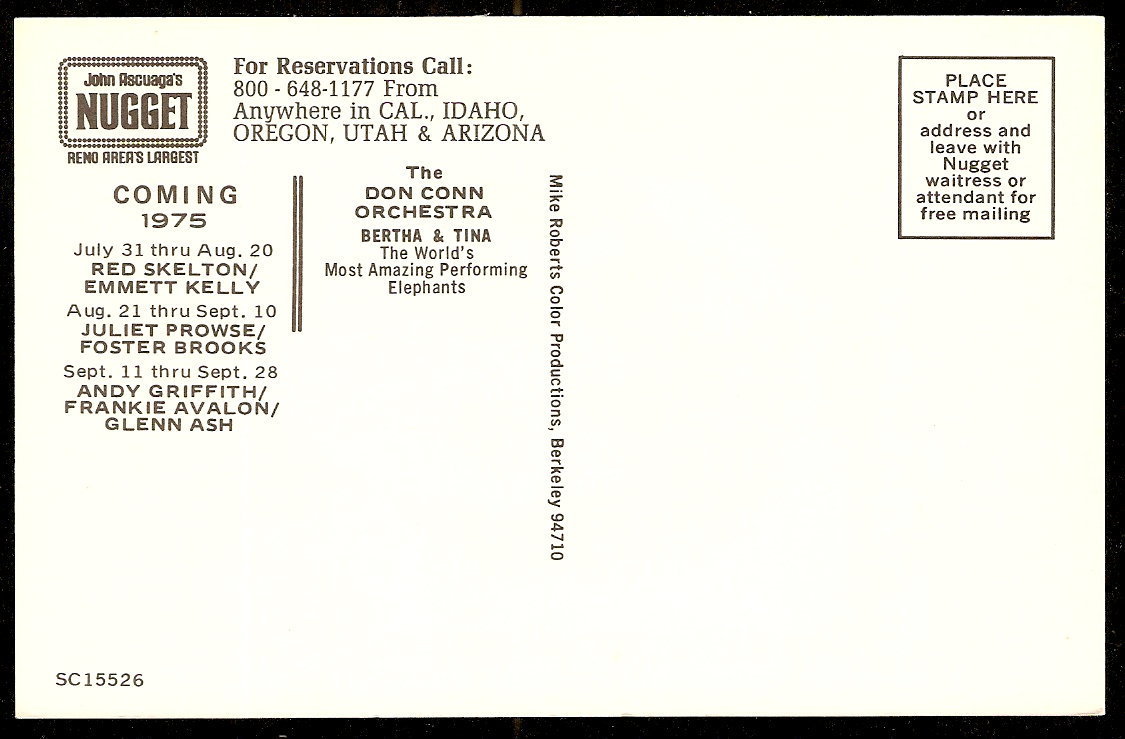 John Ascuaga's
NUGGET
RENO AREA'S LARGEST
For Reservations Call:
800 - 648-1177 From
Anywhere in CAL., IDAHO,
OREGON, UTAH & ARIZONA
COMING
1975
July 31 thru Aug. 20
RED SKELTON/
EMMETT KELLY
Aug. 21 thru Sept. 10
JULIET PROWSE/
FOSTER BROOKS
Sept. 11 thru Sept. 28
ANDY GRIFFITH/
FRANKIE AVALON/
GLENN ASH
The
DON CONN
ORCHESTRA
BERTHA & TINA
The World's
Most Amazing Performing
Elephants
Mike Roberts Color Productions, Berkeley 94710
PLACE
STAMP HERE
or
address and
leave with
Nugget
waitress or
attendant for
free mailing
SC15526